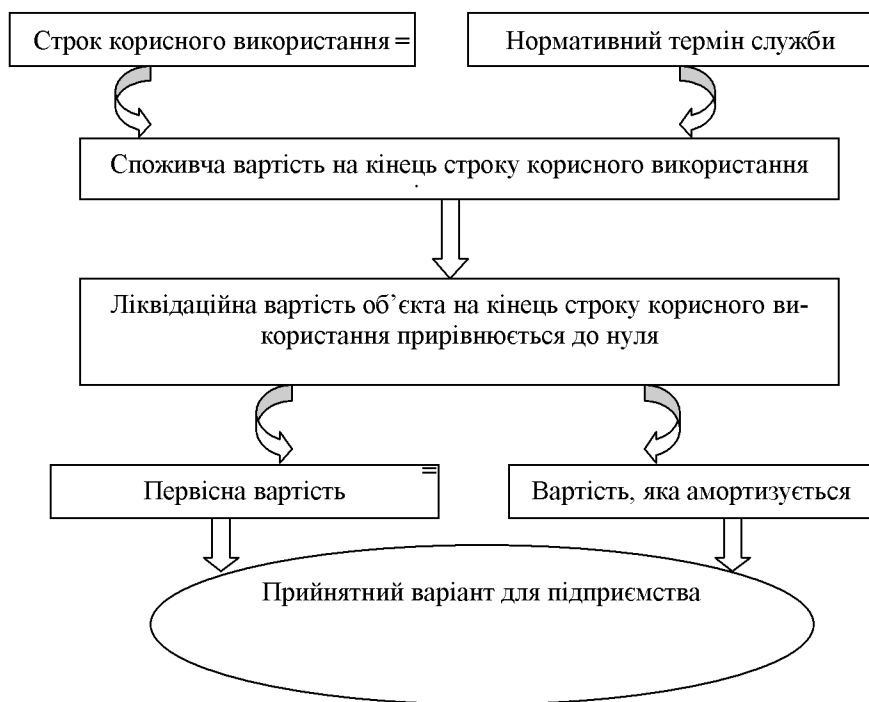 Строк корисного використання = Нормативний термін служби
Споживча вартість на кінець строку корисного використання
.
Ліквідаційна вартість об’єкта на кінець строку корисного ви-
користання прирівнюється до нуля
Первісна вартість = Вартість, яка амортизується
Прийнятний варіант для підприємства